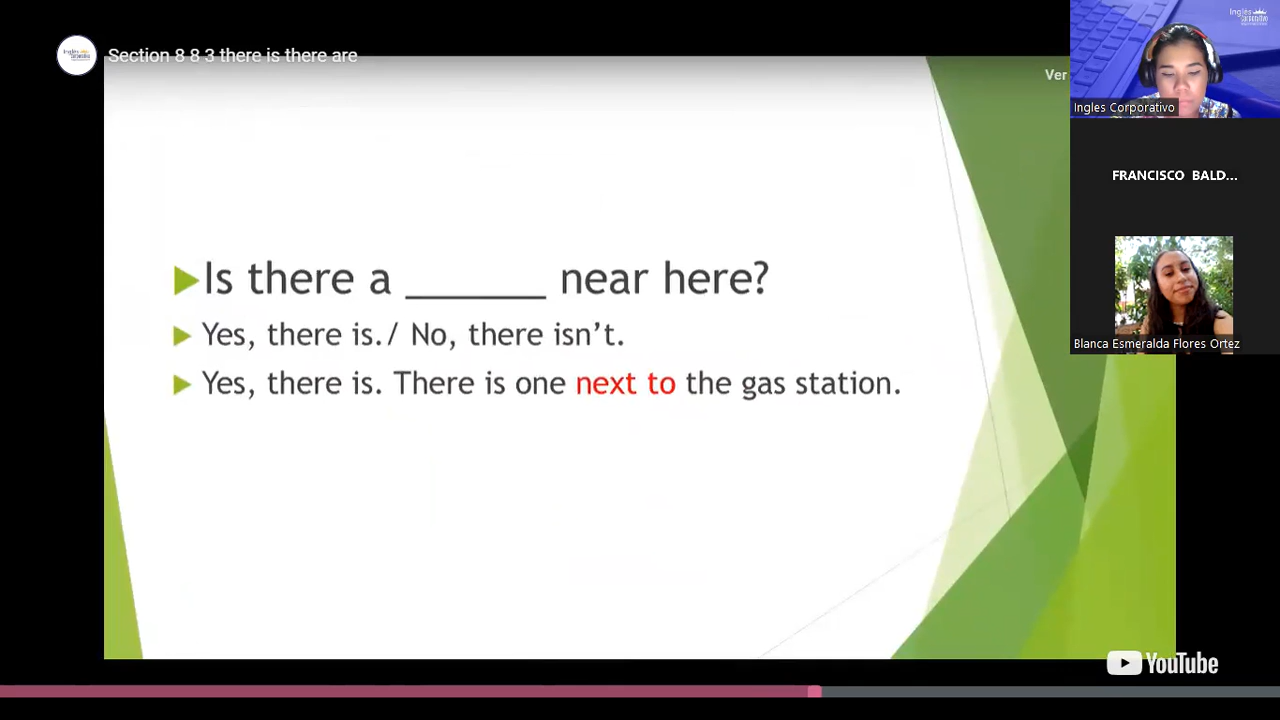 Section 8 8 3 there is there are
Ver
Ingles Corporativo
FRANCISCO BALD...
Blanca Esmeralda Flores Ortez
Is there a _______ near here?
Yes, there is./ No, there isn't.
Yes, there is. There is one next to the gas station.
YouTube